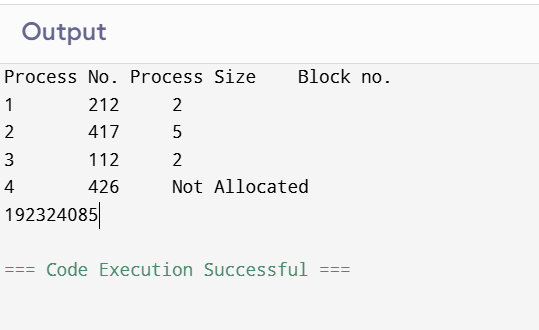 Output
Process No. Process Size    Block no.
1       212     2
2       417     5
3       112     2
4       426     Not Allocated
192324085
=== Code Execution Successful ===